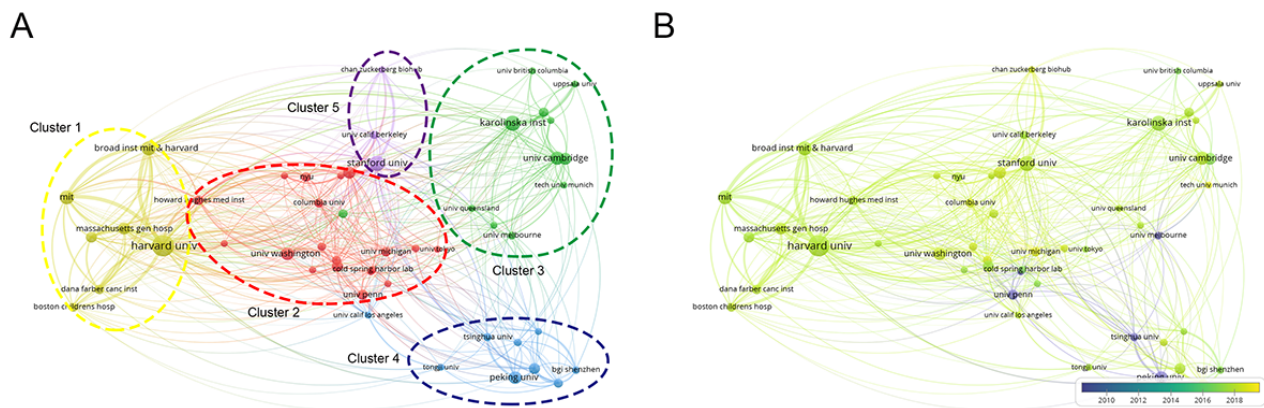 A
chan zuckerberg biohub
univ british columbia
uppsala univ
Cluster 5
karolinska inst
Cluster 1
univ calif berkeley
broad inst mit & harvard
stanford univ
univ cambridge
nyu
tech univ munich
mit
howard hughes med inst
columbia univ
univ queensland
massachusetts gen hosp
univ melbourne
harvard univ
univ washington
univ michigan
univ tokyo
cold spring harbor lab
Cluster 3
dana farber canc inst
univ penn
boston childrens hosp
Cluster 2
univ calif los angeles
tsinghua univ
Cluster 4
tongji univ
bgi shenzhen
peking univ
B
chan zuckerberg biohub
univ british columbia
uppsala univ
karolinska inst
univ calif berkeley
broad inst mit & harvard
stanford univ
univ cambridge
nyu
tech univ munich
mit
howard hughes med inst
columbia univ
univ queensland
massachusetts gen hosp
univ melbourne
harvard univ
univ washington
univ michigan
univ tokyo
cold spring harbor lab
dana farber canc inst
univ penn
boston childrens hosp
univ calif los angeles
tsinghua univ
tongji univ
bgi shenzhen
peking univ
2010 2012 2014 2016 2018